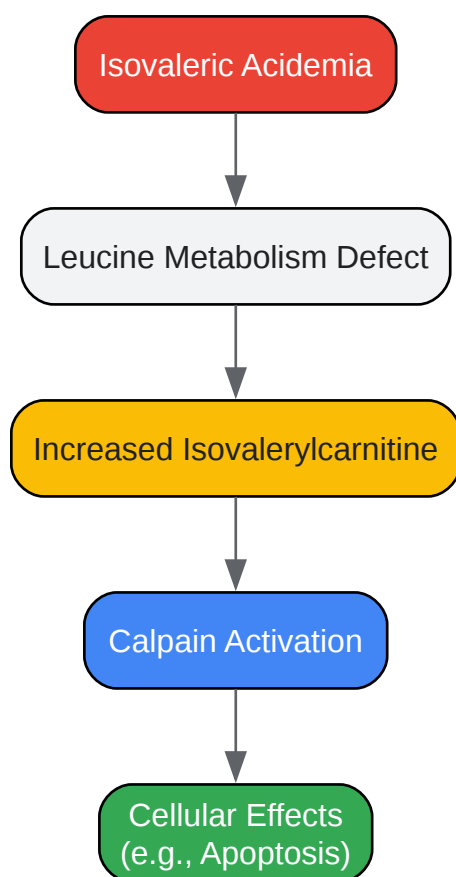 Isovaleric Acidemia
Leucine Metabolism Defect
Increased Isovalerylcarnitine
Calpain Activation
Cellular Effects
(e.g., Apoptosis)